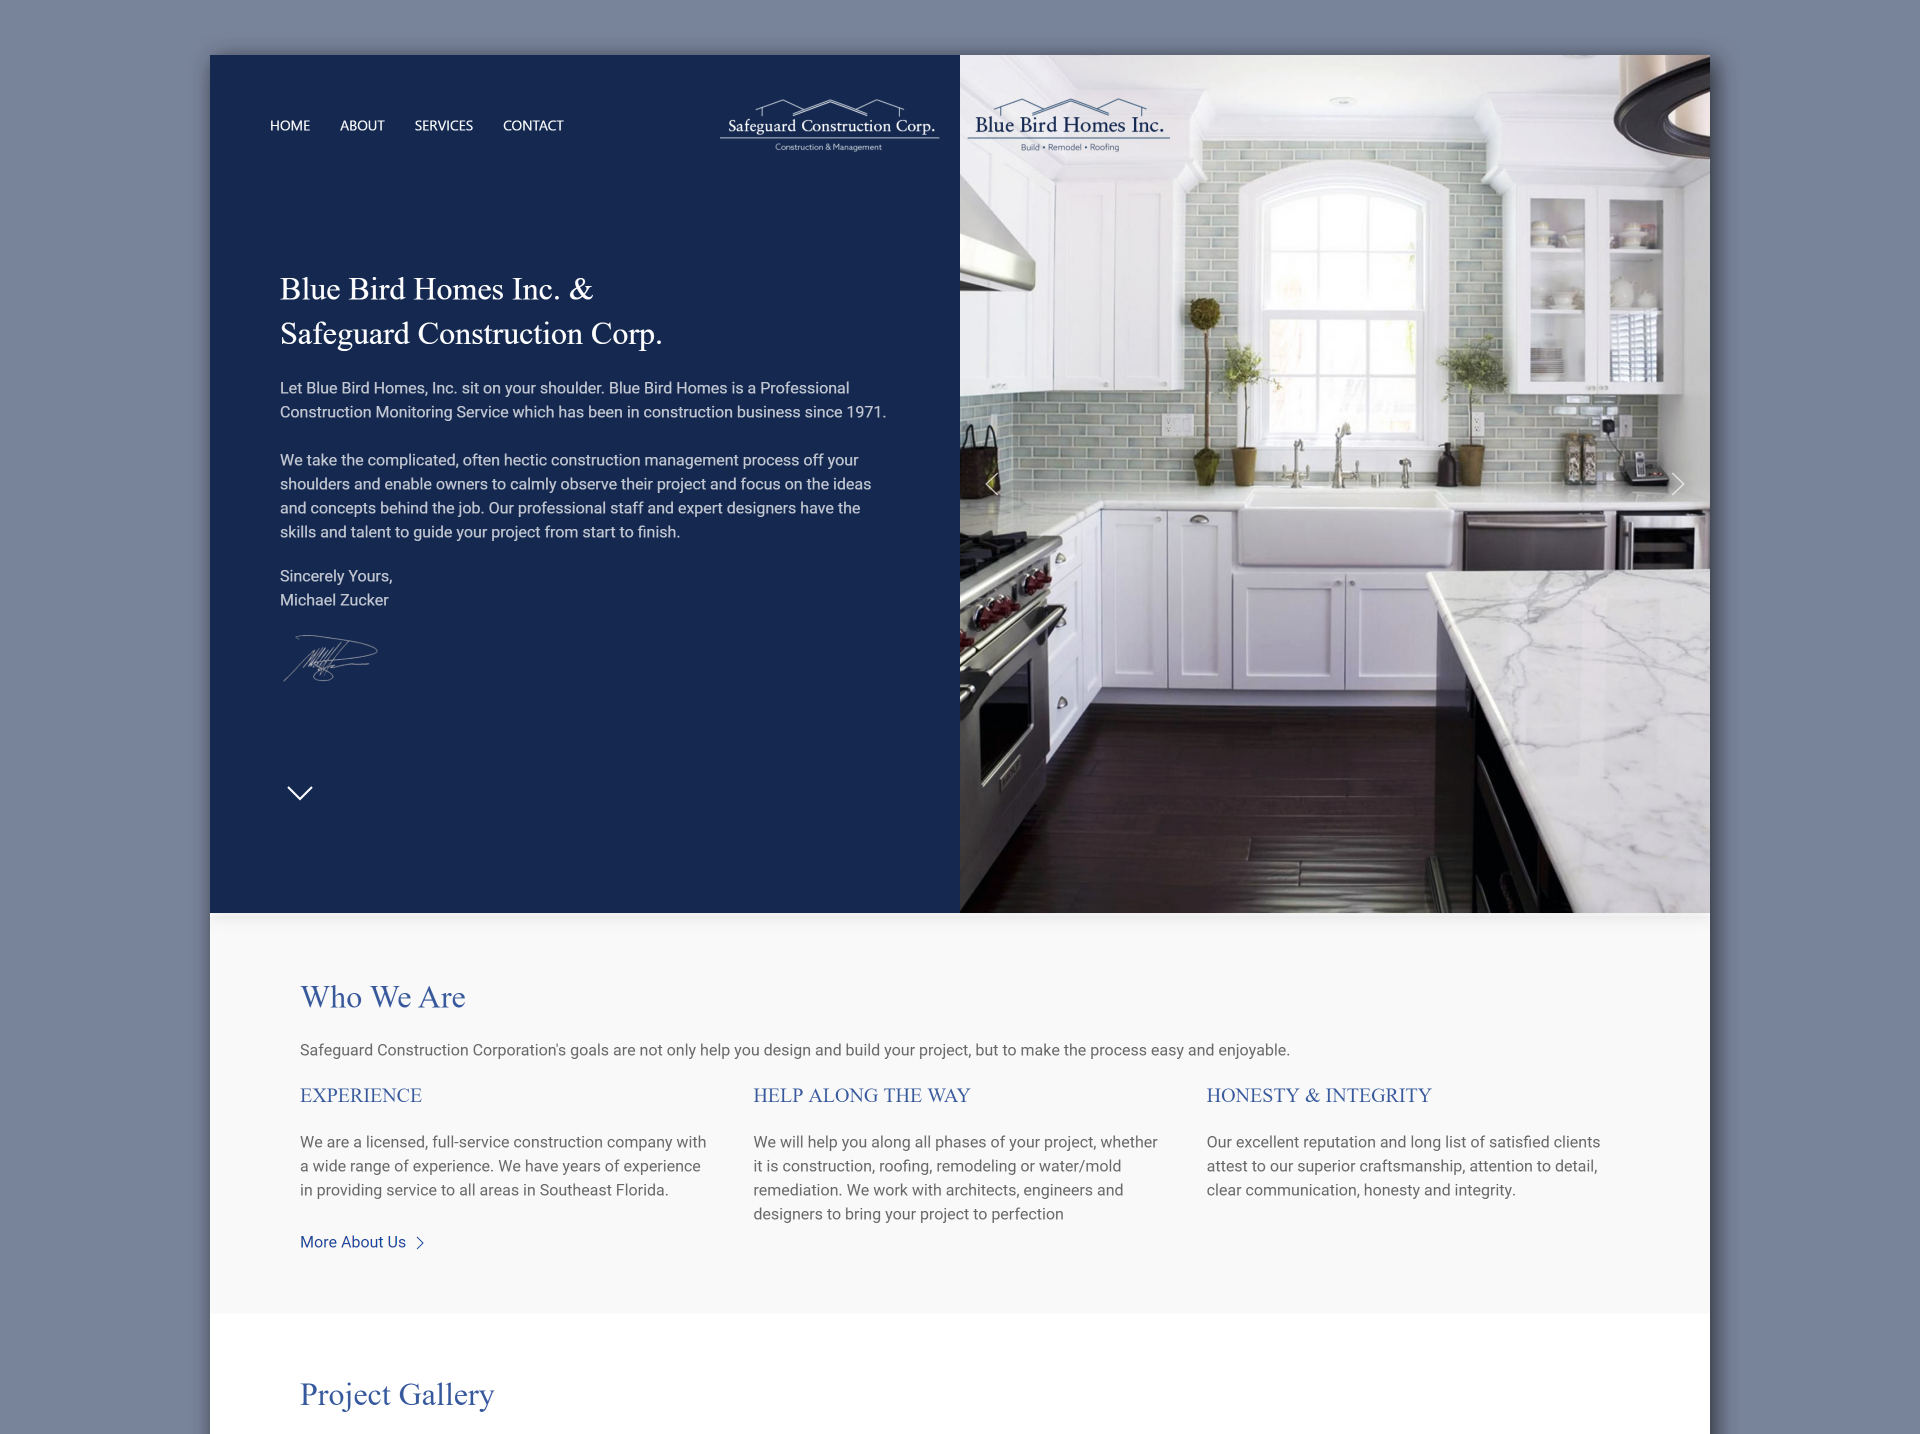 HOME ABOUT SERVICES CONTACT
Safeguard Construction Corp.
Construction & Management
Blue Bird Homes Inc.
Build • Remodel • Roofing
Blue Bird Homes Inc. &
Safeguard Construction Corp.
Let Blue Bird Homes, Inc. sit on your shoulder. Blue Bird Homes is a Professional
Construction Monitoring Service which has been in construction business since 1971.
We take the complicated, often hectic construction management process off your
shoulders and enable owners to calmly observe their project and focus on the ideas
and concepts behind the job. Our professional staff and expert designers have the
skills and talent to guide your project from start to finish.
Sincerely Yours,
Michael Zucker
Who We Are
Safeguard Construction Corporation's goals are not only help you design and build your project, but to make the process easy and enjoyable.
EXPERIENCE
We are a licensed, full-service construction company with
a wide range of experience. We have years of experience
in providing service to all areas in Southeast Florida.
More About Us
HELP ALONG THE WAY
We will help you along all phases of your project, whether
it is construction, roofing, remodeling or water/mold
remediation. We work with architects, engineers and
designers to bring your project to perfection
HONESTY & INTEGRITY
Our excellent reputation and long list of satisfied clients
attest to our superior craftsmanship, attention to detail,
clear communication, honesty and integrity.
Project Gallery